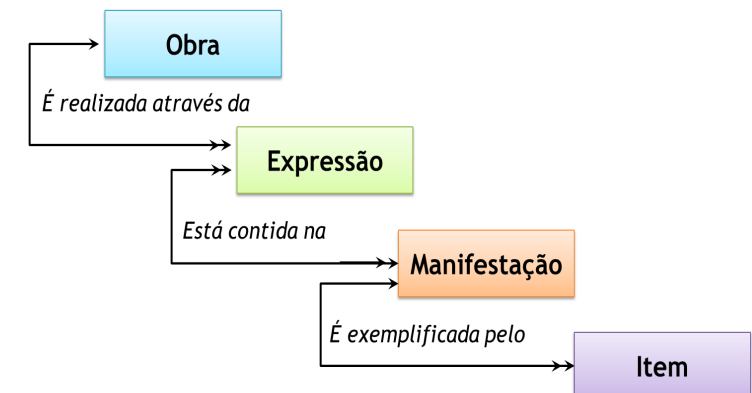 Obra
É realizada através da
Expressão
Está contida na
Manifestação
É exemplificada pelo
Item